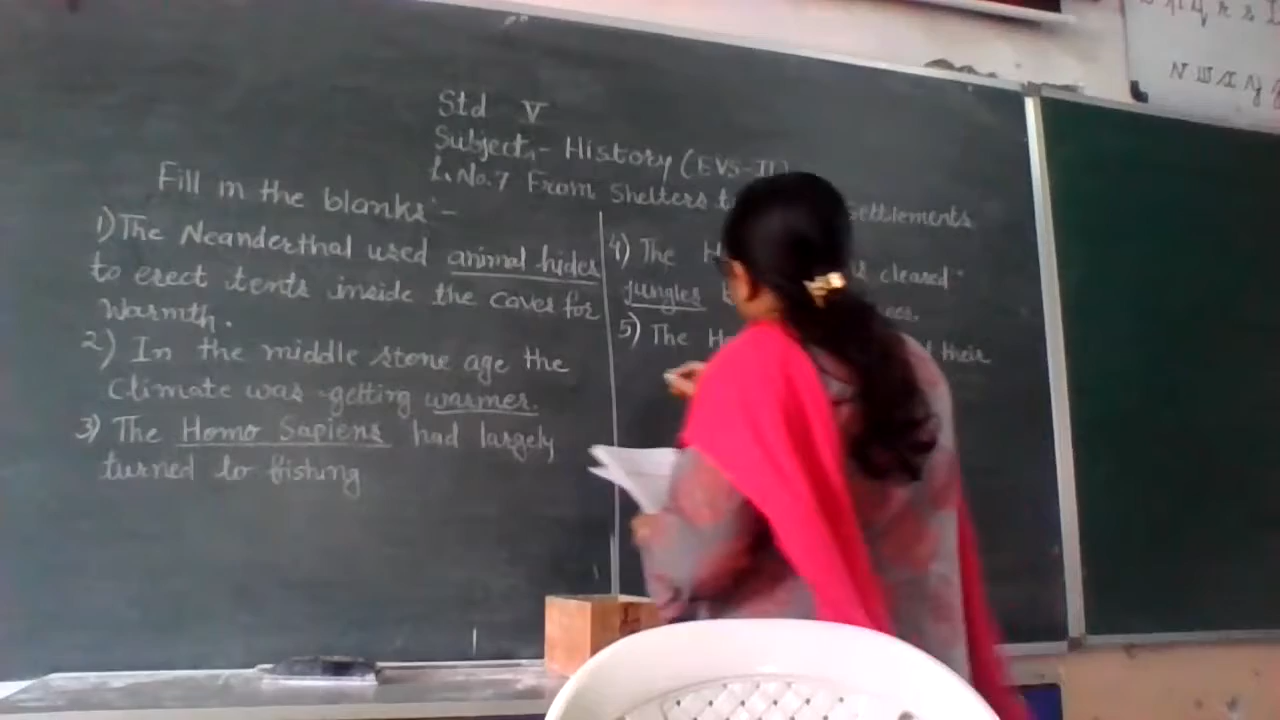 Std V
Subject:- History (EVS-II)
L.No.7 From Shelters settlements
Fill in the blanks:-
1) The Neanderthal used animal hides
to erect tents inside the caves for
warmth.
2) In the middle stone age the
climate was getting warmer.
3) The Homo Sapiens had largely
turned to fishing
4) The cleared
jungles
5) The their
N W X Y